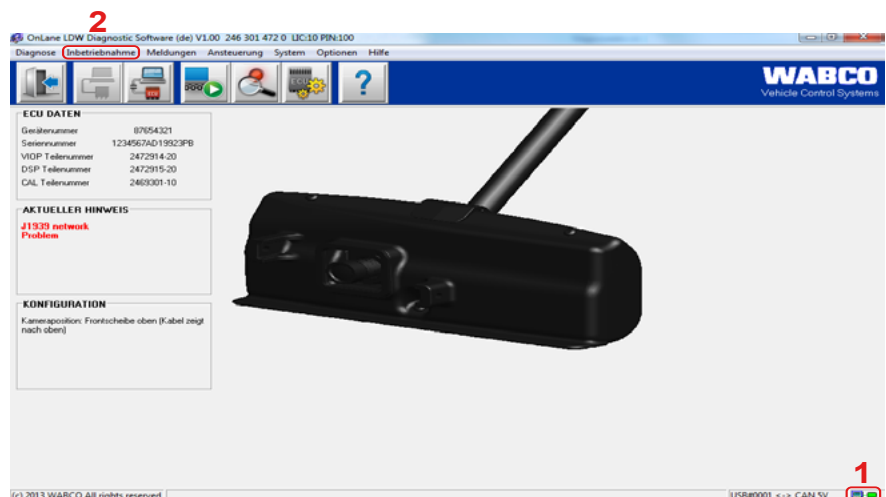 2
OnLane LDW Diagnostic Software (de) V1.00 246 301 472 0 LIC:10 PIN:100
Diagnose Inbetriebnahme Meldungen Ansteuerung System Optionen Hilfe
ECU
?
WABCO
Vehicle Control Systems
ECU DATEN
Gerätenummer 87654321
Seriennummer 1234567AD19923PB
VIOP Teilenummer 2472914-20
DSP Teilenummer 2472915-20
CAL Teilenummer 2469301-10
AKTUELLER HINWEIS
J1939 network
Problem
KONFIGURATION
Kameraposition: Frontscheibe oben (Kabel zeigt
nach oben)
1
(c) 2013 WABCO All rights reserved
USB#0001 <-> CAN 5V